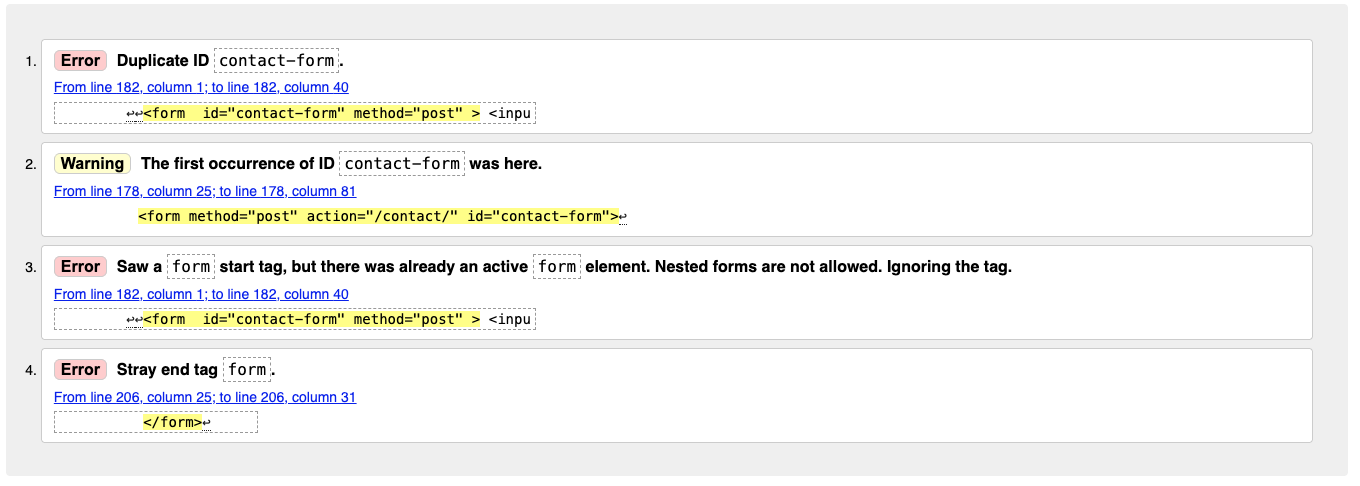 1. Error Duplicate ID contact-form.
From line 182, column 1; to line 182, column 40
↩↩<form  id="contact-form" method="post" > <inpu
2. Warning The first occurrence of ID contact-form was here.
From line 178, column 25; to line 178, column 81
<form method="post" action="/contact/" id="contact-form">↩
3. Error Saw a form start tag, but there was already an active form element. Nested forms are not allowed. Ignoring the tag.
From line 182, column 1; to line 182, column 40
↩↩<form  id="contact-form" method="post" > <inpu
4. Error Stray end tag form.
From line 206, column 25; to line 206, column 31
</form>↩